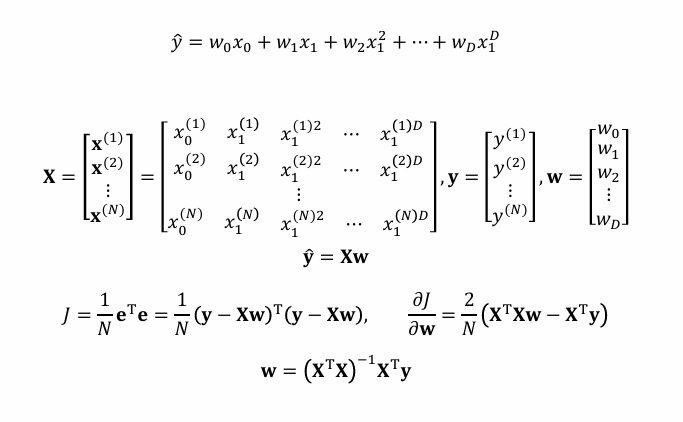 ŷ = w₀x₀ + w₁x₁ + w₂x₁² + ⋯ + w_D x₁^D
𝐗 = [𝐱^(1); 𝐱^(2); ⋮; 𝐱^(N)] = [x₀^(1) x₁^(1) x₁^(1)2 ⋯ x₁^(1)D; x₀^(2) x₁^(2) x₁^(2)2 ⋯ x₁^(2)D; ⋮; x₀^(N) x₁^(N) x₁^(N)2 ⋯ x₁^(N)D], 𝐲 = [y^(1); y^(2); ⋮; y^(N)], 𝐰 = [w₀; w₁; w₂; ⋮; w_D]
𝐲̂ = 𝐗𝐰
J = 1/N 𝐞ᵀ𝐞 = 1/N (𝐲 − 𝐗𝐰)ᵀ(𝐲 − 𝐗𝐰), ∂J/∂𝐰 = 2/N (𝐗ᵀ𝐗𝐰 − 𝐗ᵀ𝐲)
𝐰 = (𝐗ᵀ𝐗)⁻¹𝐗ᵀ𝐲